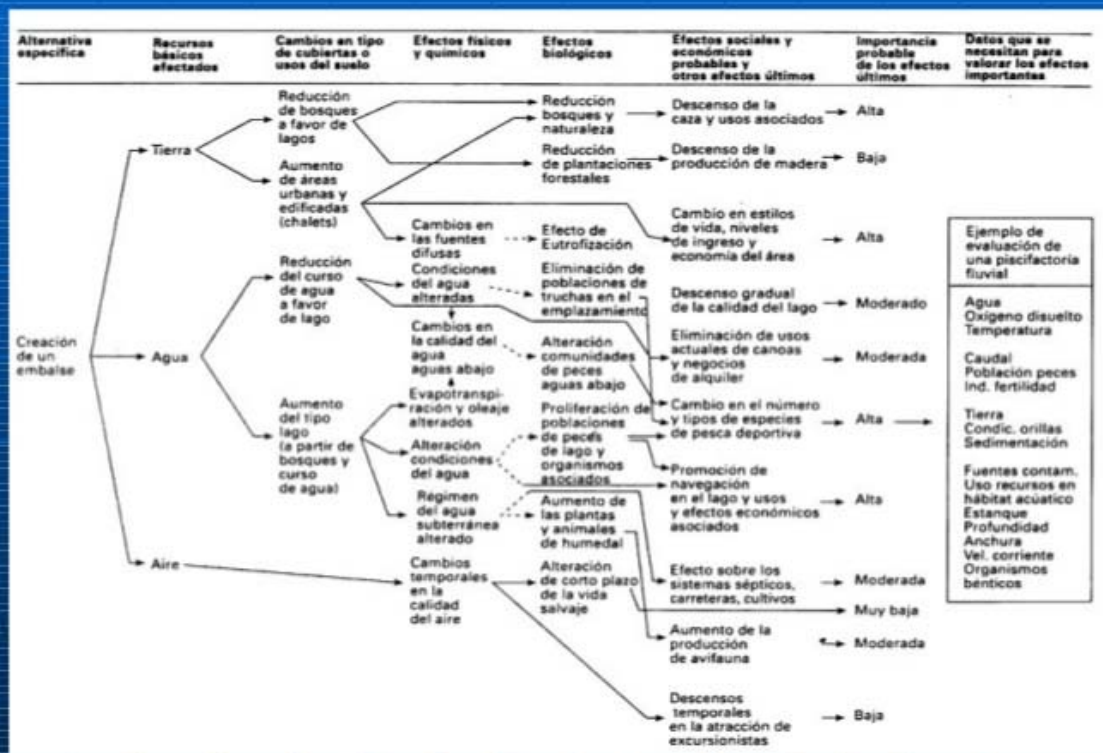 Alternativa
específica
Recursos
básicos
afectados
Cambios en tipo
de cubiertas o
usos del suelo
Efectos físicos
y químicos
Efectos
biológicos
Efectos sociales y
económicos
probables y
otros efectos últimos
Importancia
probable
de los efectos
últimos
Datos que se
necesitan para
valorar los efectos
importantes
Creación
de un
embalse
Tierra
Agua
Aire
Reducción
de bosques
a favor de
lagos
Aumento
de áreas
urbanas y
edificadas
(chalets)
Reducción
del curso
de agua
a favor
de lago
Aumento
del tipo
lago
(a partir de
bosques y
curso
de agua)
Cambios en
las fuentes
difusas
Condiciones
del agua
alteradas
Cambios en
la calidad del
agua
aguas abajo
Evapotranspi-
ración y oleaje
alterados
Alteración
condiciones
del agua
Régimen
del agua
subterránea
alterado
Cambios
temporales
en la
calidad
del aire
Reducción
bosques y
naturaleza
Reducción
de plantaciones
forestales
Efecto de
Eutrofización
Eliminación de
poblaciones de
truchas en el
emplazamiento
Alteración
comunidades
de peces
aguas abajo
Proliferación de
poblaciones
de peces
de lago y
organismos
asociados
Aumento de
las plantas
y animales
de humedal
Alteración
de corto plazo
de la vida
salvaje
Descenso de la
caza y usos asociados
Descenso de la
producción de madera
Cambio en estilos
de vida, niveles
de ingreso y
economía del área
Descenso gradual
de la calidad del lago
Eliminación de usos
actuales de canoas
y negocios
de alquiler
Cambio en el número
y tipos de especies
de pesca deportiva
Promoción de
navegación
en el lago y usos
y efectos económicos
asociados
Efecto sobre los
sistemas sépticos,
carreteras, cultivos
Aumento de la
producción
de avifauna
Descensos
temporales
en la atracción de
excursionistas
Alta
Baja
Alta
Moderado
Moderada
Alta
Alta
Moderada
Muy baja
Moderada
Baja
Ejemplo de
evaluación de
una piscifactoría
fluvial
Agua
Oxígeno disuelto
Temperatura
Caudal
Población peces
Ind. fertilidad
Tierra
Condic. orillas
Sedimentación
Fuentes contam.
Uso recursos en
hábitat acúatico
Estanque
Profundidad
Anchura
Vel. corriente
Organismos
bénticos